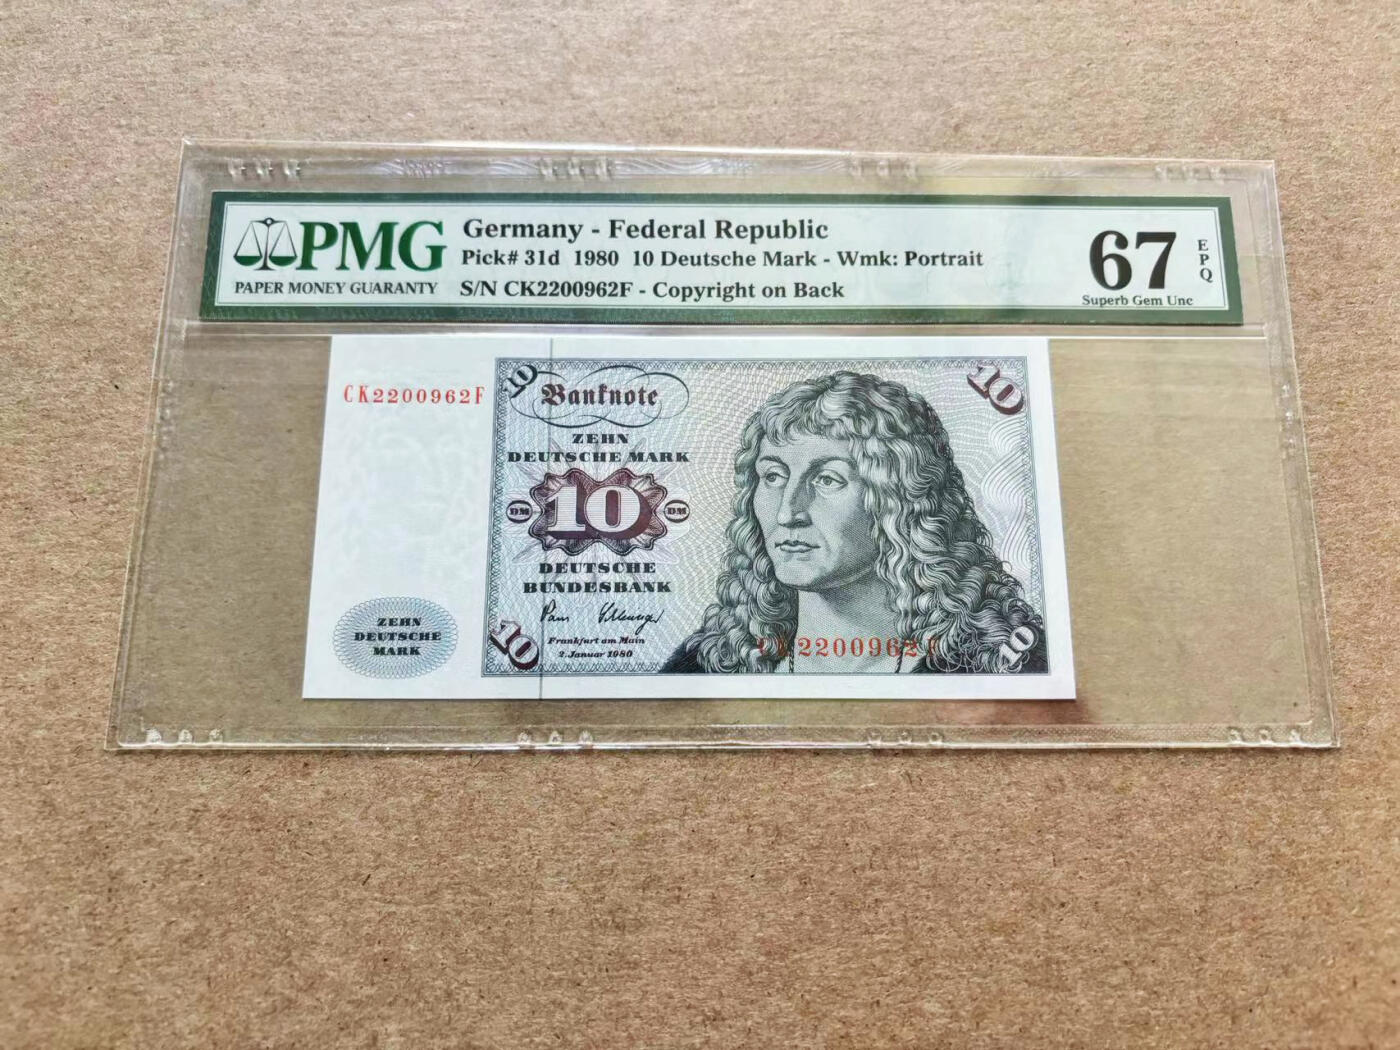 PMG
PAPER MONEY GUARANTY
Germany - Federal Republic
Pick# 31d 1980 10 Deutsche Mark - Wmk: Portrait
S/N CK2200962F - Copyright on Back
67
EPQ
Superb Gem Unc
CK2200962F
10
Banknote
10
ZEHN
DEUTSCHE MARK
DM 10 DM
DEUTSCHE
BUNDESBANK
Frankfurt am Main
2. Januar 1980
ZEHN
DEUTSCHE
MARK
10
CK2200962F
10